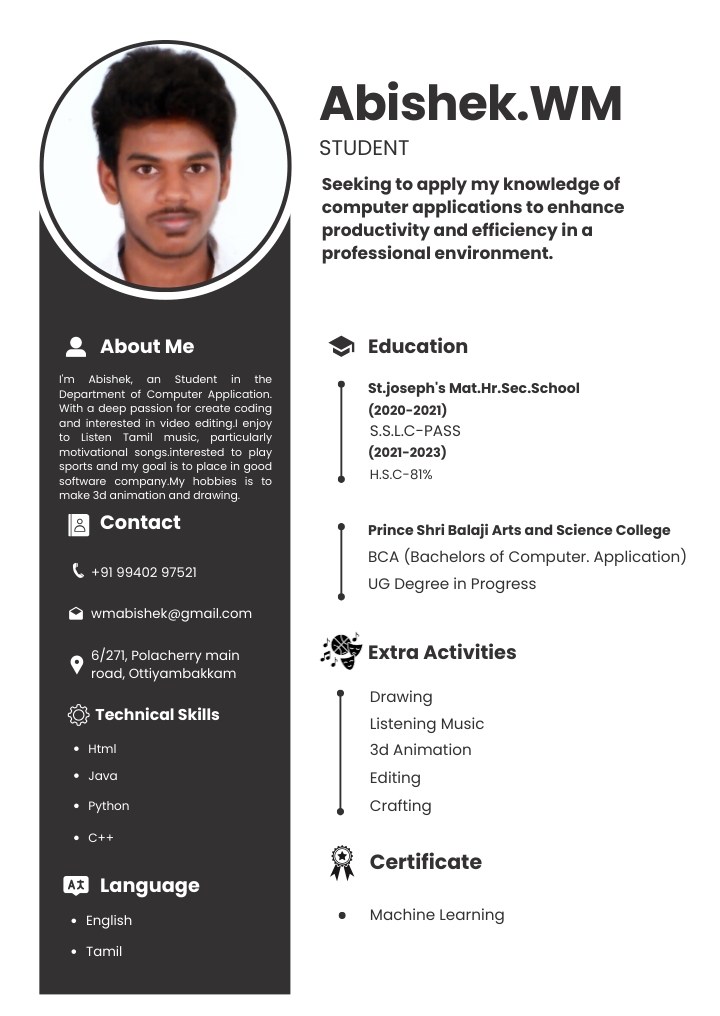 Abishek.WM
STUDENT
Seeking to apply my knowledge of
computer applications to enhance
productivity and efficiency in a
professional environment.
About Me
I'm Abishek, an Student in the
Department of Computer Application.
With a deep passion for create coding
and interested in video editing.I enjoy
to Listen Tamil music, particularly
motivational songs.interested to play
sports and my goal is to place in good
software company.My hobbies is to
make 3d animation and drawing.
Contact
+91 99402 97521
wmabishek@gmail.com
6/271, Polacherry main
road, Ottiyambakkam
Technical Skills
Html
Java
Python
C++
Language
English
Tamil
Education
St.joseph's Mat.Hr.Sec.School
(2020-2021)
S.S.L.C-PASS
(2021-2023)
H.S.C-81%
Prince Shri Balaji Arts and Science College
BCA (Bachelors of Computer. Application)
UG Degree in Progress
Extra Activities
Drawing
Listening Music
3d Animation
Editing
Crafting
Certificate
Machine Learning